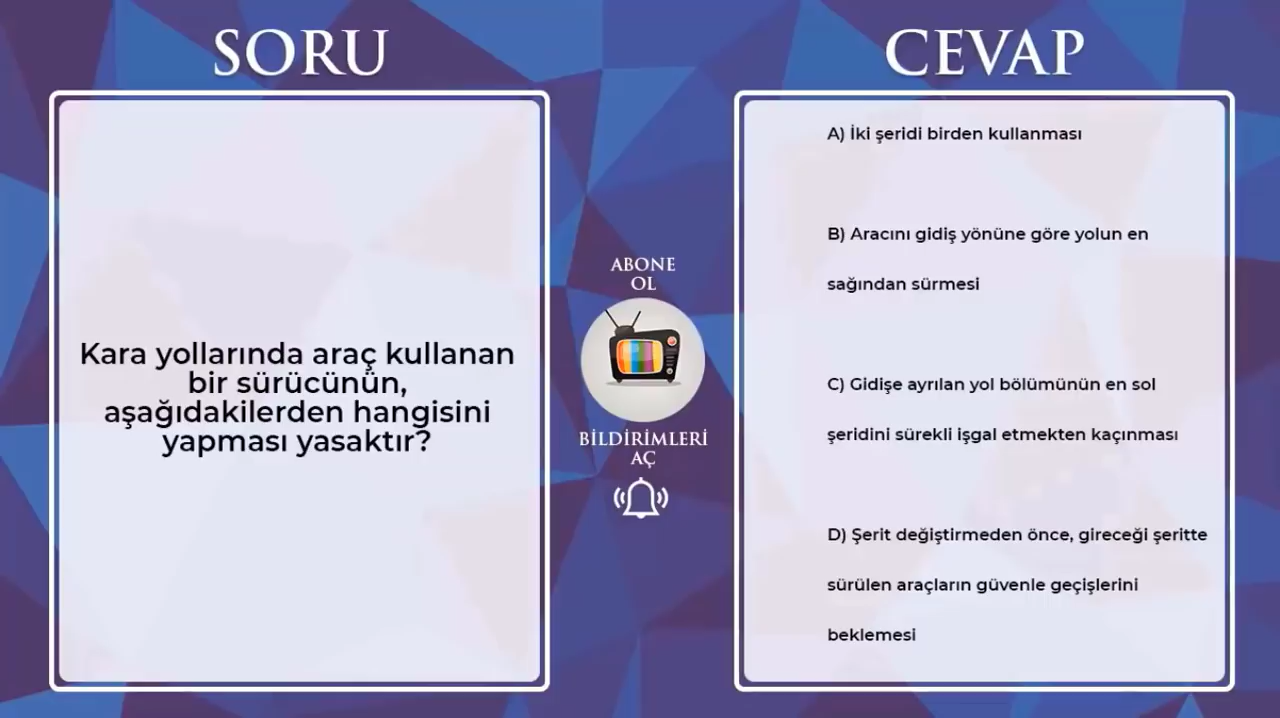 SORU
Kara yollarında araç kullanan
bir sürücünün,
aşağıdakilerden hangisini
yapması yasaktır?
ABONE
OL
BİLDİRİMLERİ
AÇ
CEVAP
A) İki şeridi birden kullanması
B) Aracını gidiş yönüne göre yolun en
sağından sürmesi
C) Gidişe ayrılan yol bölümünün en sol
şeridini sürekli işgal etmekten kaçınması
D) Şerit değiştirmeden önce, gireceği şeritte
sürülen araçların güvenle geçişlerini
beklemesi